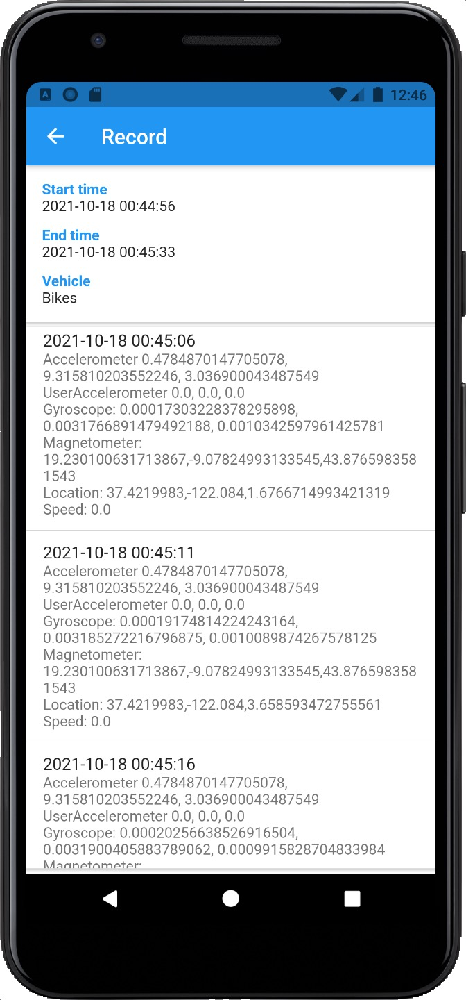 12:46
Record
Start time
2021-10-18 00:44:56
End time
2021-10-18 00:45:33
Vehicle
Bikes
2021-10-18 00:45:06
Accelerometer 0.4784870147705078,
9.315810203552246, 3.036900043487549
UserAccelerometer 0.0, 0.0, 0.0
Gyroscope: 0.00017303228378295898,
0.0031766891479492188, 0.0010342597961425781
Magnetometer:
19.230100631713867,-9.07824993133545,43.876598358
1543
Location: 37.4219983,-122.084,1.6766714993421319
Speed: 0.0
2021-10-18 00:45:11
Accelerometer 0.4784870147705078,
9.315810203552246, 3.036900043487549
UserAccelerometer 0.0, 0.0, 0.0
Gyroscope: 0.00019174814224243164,
0.003185272216796875, 0.0010089874267578125
Magnetometer:
19.230100631713867,-9.07824993133545,43.876598358
1543
Location: 37.4219983,-122.084,3.658593472755561
Speed: 0.0
2021-10-18 00:45:16
Accelerometer 0.4784870147705078,
9.315810203552246, 3.036900043487549
UserAccelerometer 0.0, 0.0, 0.0
Gyroscope: 0.00020256638526916504,
0.0031900405883789062, 0.0009915828704833984
Magnetometer: